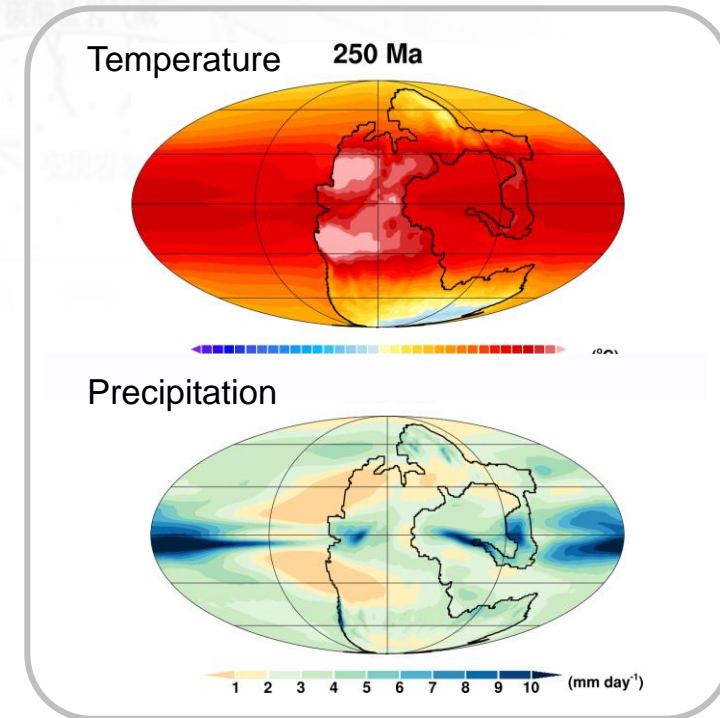 Temperature
250 Ma
(°C)
Precipitation
1 2 3 4 5 6 7 8 9 10
(mm day⁻¹)